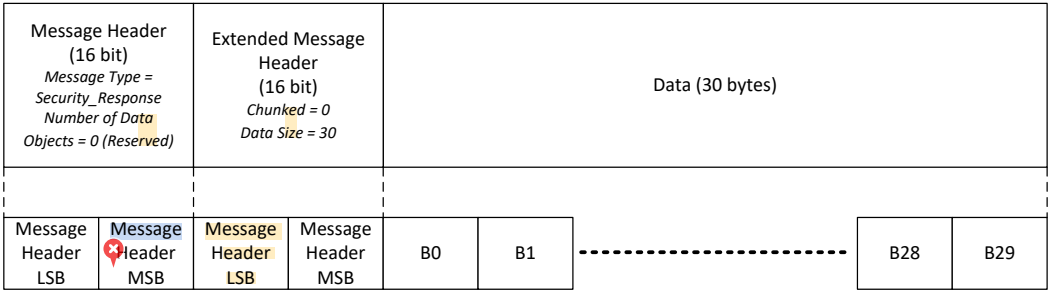 Message Header
(16 bit)
Message Type =
Security_Response
Number of Data
Objects = 0 (Reserved)
Extended Message
Header
(16 bit)
Chunked = 0
Data Size = 30
Data (30 bytes)
Message
Header
LSB
Message
Header
MSB
Message
Header
LSB
Message
Header
MSB
B0
B1
B28
B29